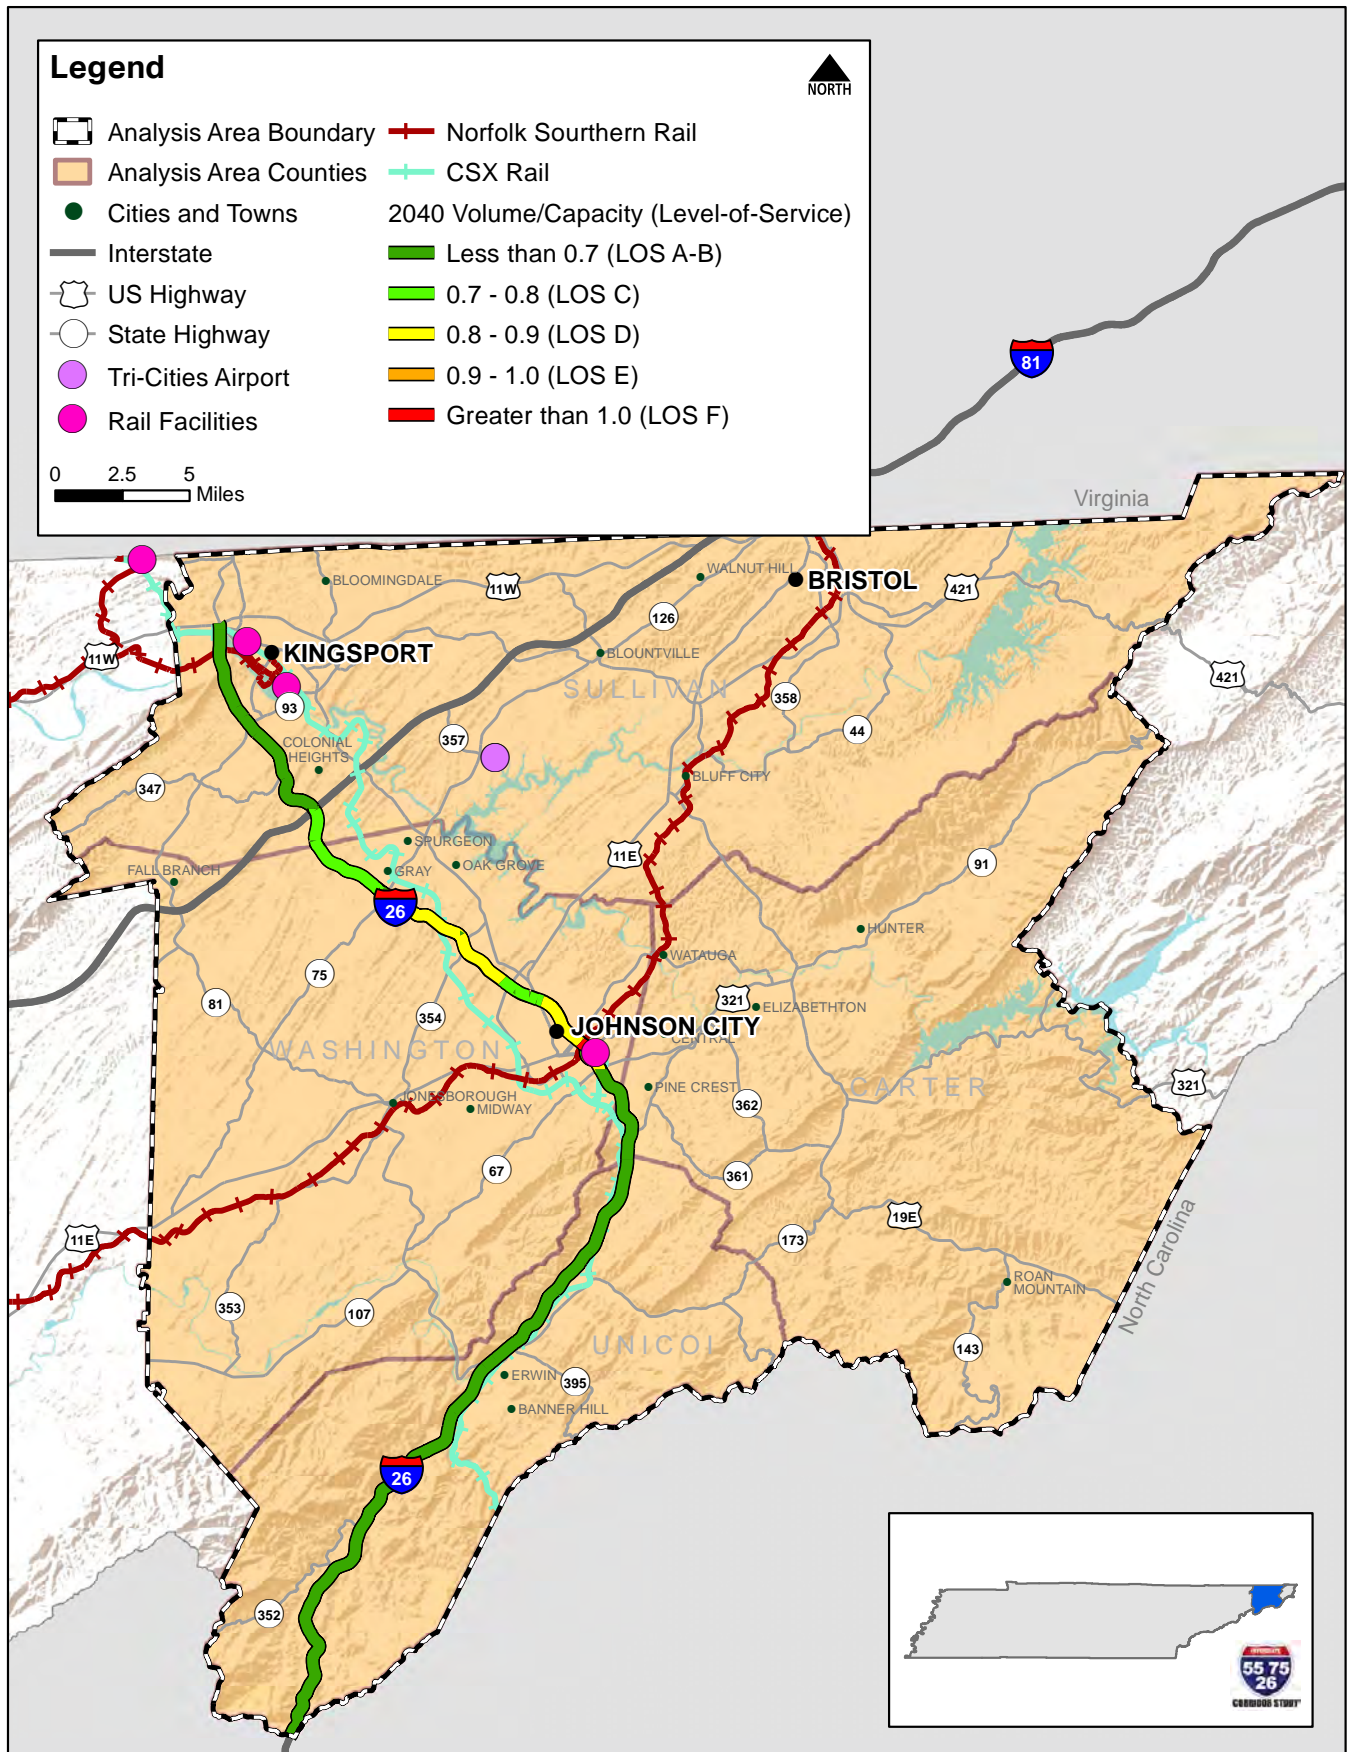 Legend
NORTH
Analysis Area Boundary
Analysis Area Counties
Cities and Towns
Interstate
US Highway
State Highway
Tri-Cities Airport
Rail Facilities
Norfolk Sourthern Rail
CSX Rail
2040 Volume/Capacity (Level-of-Service)
Less than 0.7 (LOS A-B)
0.7 - 0.8 (LOS C)
0.8 - 0.9 (LOS D)
0.9 - 1.0 (LOS E)
Greater than 1.0 (LOS F)
0 2.5 5
Miles
81
Virginia
BLOOMINGDALE
11W
WALNUT HILL
BRISTOL
421
126
11W
KINGSPORT
BLOUNTVILLE
421
SULLIVAN
358
93
44
357
COLONIAL
HEIGHTS
BLUFF CITY
347
SPURGEON
11E
OAK GROVE
91
FALL BRANCH
GRAY
26
HUNTER
WATAUGA
75
81
321
ELIZABETHTON
354
JOHNSON CITY
CENTRAL
WASHINGTON
321
PINE CREST
CARTER
JONESBOROUGH
MIDWAY
362
67
361
19E
11E
173
North Carolina
ROAN
MOUNTAIN
353
107
UNICOI
143
ERWIN
395
BANNER HILL
26
352
INTERSTATE
55 75
26
CORRIDOR STUDY